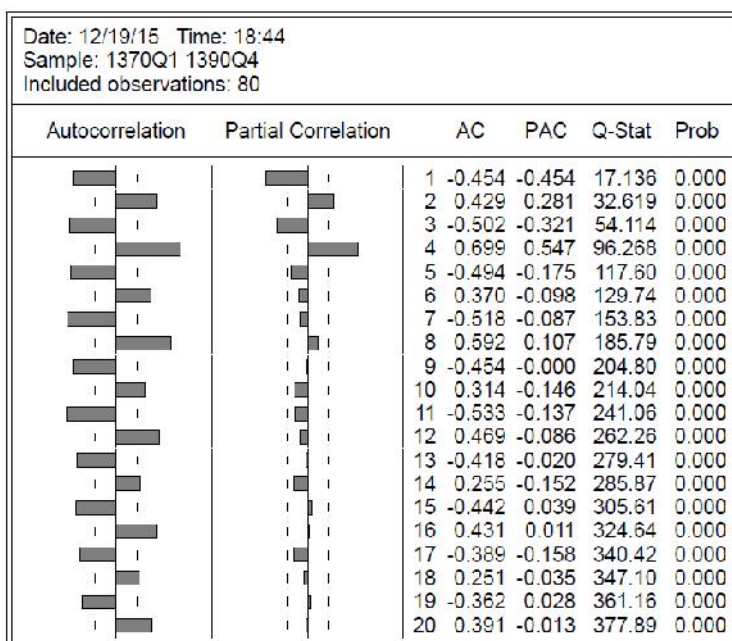 Date: 12/19/15 Time: 18:44
Sample: 1370Q1 1390Q4
Included observations: 80
Autocorrelation Partial Correlation AC PAC Q-Stat Prob
1 -0.454 -0.454 17.136 0.000
2 0.429 0.281 32.619 0.000
3 -0.502 -0.321 54.114 0.000
4 0.699 0.547 96.268 0.000
5 -0.494 -0.175 117.60 0.000
6 0.370 -0.098 129.74 0.000
7 -0.518 -0.087 153.83 0.000
8 0.592 0.107 185.79 0.000
9 -0.454 -0.000 204.80 0.000
10 0.314 -0.146 214.04 0.000
11 -0.533 -0.137 241.06 0.000
12 0.469 -0.086 262.26 0.000
13 -0.418 -0.020 279.41 0.000
14 0.255 -0.152 285.87 0.000
15 -0.442 0.039 305.61 0.000
16 0.431 0.011 324.64 0.000
17 -0.389 -0.158 340.42 0.000
18 0.251 -0.035 347.10 0.000
19 -0.362 0.028 361.16 0.000
20 0.391 -0.013 377.89 0.000